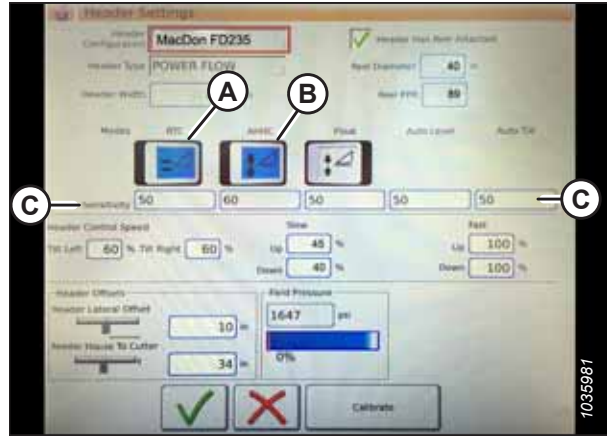 Header Settings
Header Configuration MacDon FD235 Header Has Reel Attached
Header Type POWER FLOW Reel Diameter 40 in
Header Width Reel PPR 89
A B
Modes RTC AHHC Float Auto Level Auto Tilt
C Sensitivity 50 60 50 50 50 C
Header Control Speed Slow Fast
Tilt Left 60 % Tilt Right 60 % Up 45 % Up 100 %
Down 40 % Down 100 %
Header Offsets Field Pressure
Header Lateral Offset 1647 psi
10 in
Feeder House To Cutter 0%
34 in
Calibrate
1035981